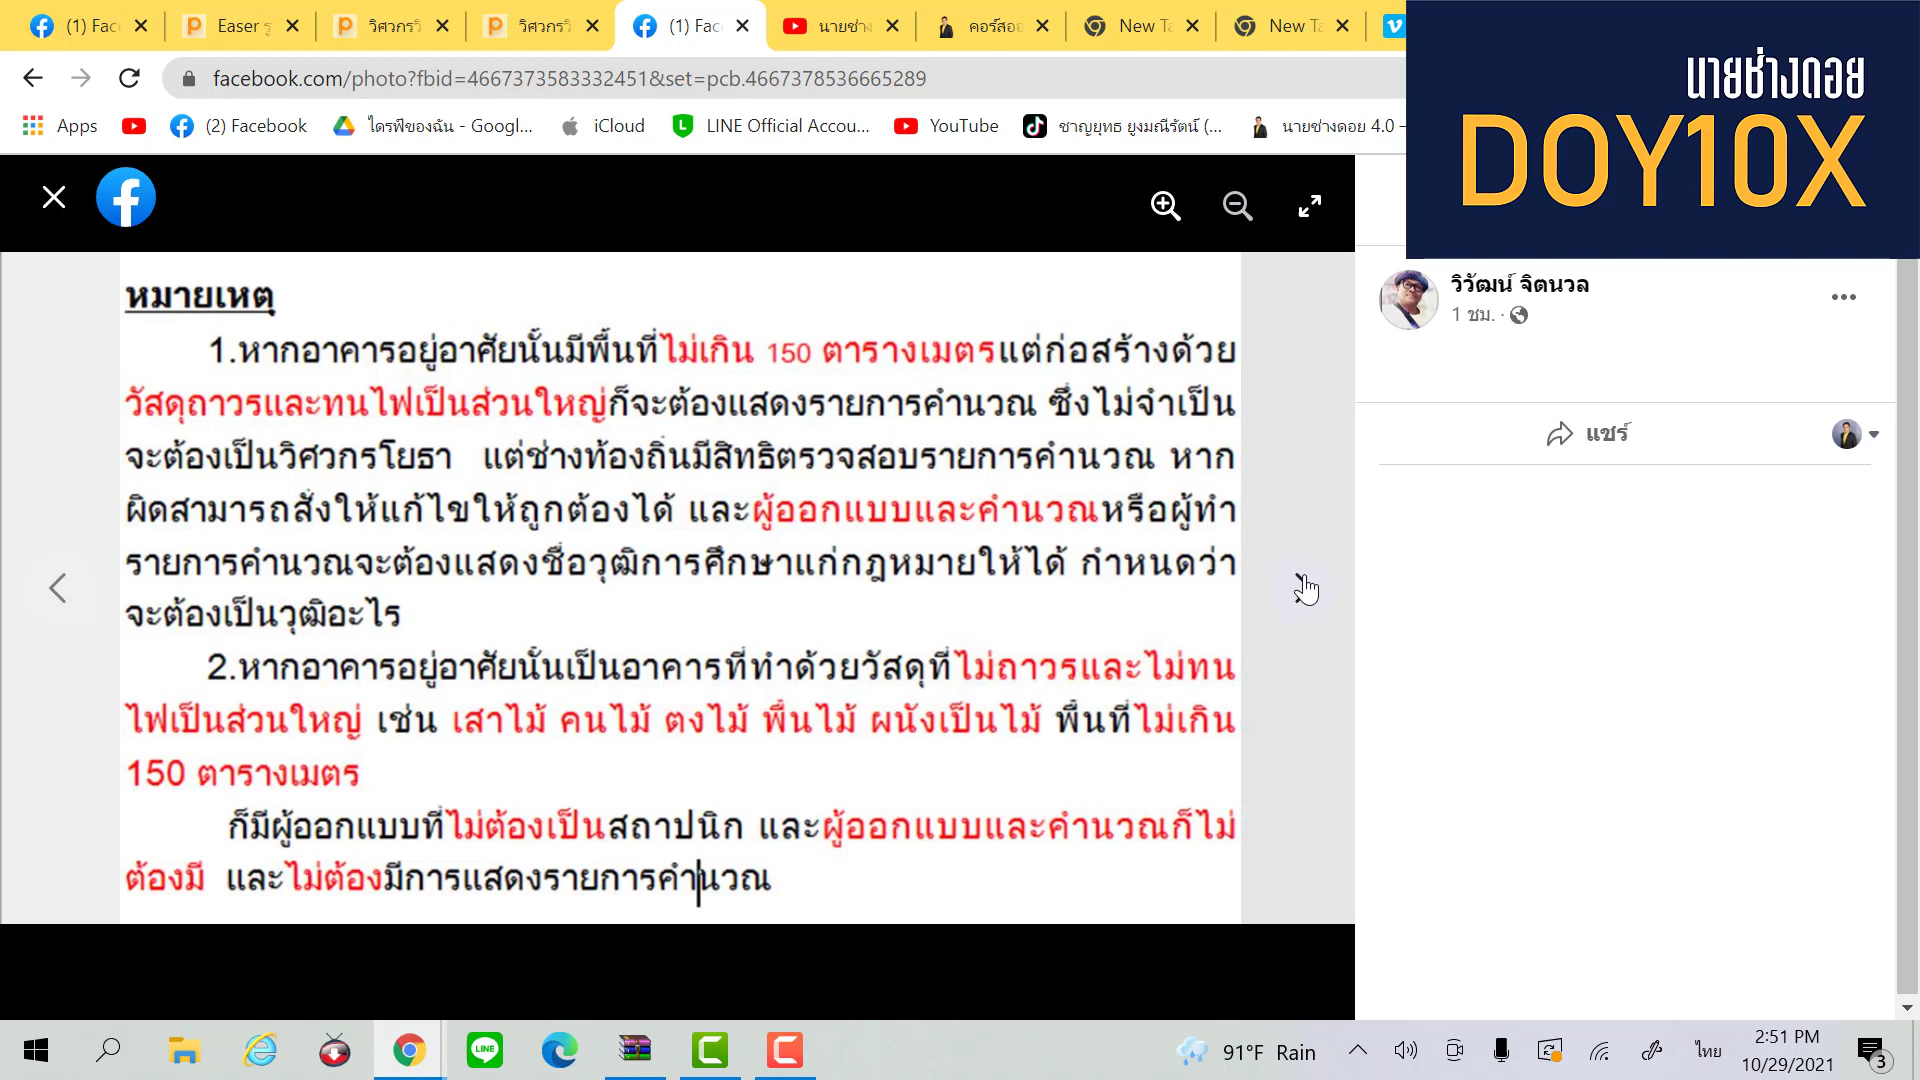 (1) Fac
Easer รู
วิศวกรวิ
วิศวกรวิ
(1) Fac
นายช่าง
คอร์สออ
New Ta
New Ta
นายช่างดอย
DOY10X
facebook.com/photo?fbid=4667373583332451&set=pcb.4667378536665289
Apps
(2) Facebook
ไดรฟ์ของฉัน - Googl...
iCloud
LINE Official Accou...
YouTube
ชาญยุทธ ยูงมณีรัตน์ (...
นายช่างดอย 4.0 –
หมายเหตุ
1.หากอาคารอยู่อาศัยนั้นมีพื้นที่ไม่เกิน 150 ตารางเมตรแต่ก่อสร้างด้วย
วัสดุถาวรและทนไฟเป็นส่วนใหญ่ก็จะต้องแสดงรายการคำนวณ ซึ่งไม่จำเป็น
จะต้องเป็นวิศวกรโยธา แต่ช่างท้องถิ่นมีสิทธิตรวจสอบรายการคำนวณ หาก
ผิดสามารถสั่งให้แก้ไขให้ถูกต้องได้ และผู้ออกแบบและคำนวณหรือผู้ทำ
รายการคำนวณจะต้องแสดงชื่อวุฒิการศึกษาแก่กฎหมายให้ได้ กำหนดว่า
จะต้องเป็นวุฒิอะไร
2.หากอาคารอยู่อาศัยนั้นเป็นอาคารที่ทำด้วยวัสดุที่ไม่ถาวรและไม่ทน
ไฟเป็นส่วนใหญ่ เช่น เสาไม้ คนไม้ ตงไม้ พื้นไม้ ผนังเป็นไม้ พื้นที่ไม่เกิน
150 ตารางเมตร
ก็มีผู้ออกแบบที่ไม่ต้องเป็นสถาปนิก และผู้ออกแบบและคำนวณก็ไม่
ต้องมี และไม่ต้องมีการแสดงรายการคำนวณ
วิวัฒน์ จิตนวล
1 ชม. ·
แชร์
LINE
91°F Rain
ไทย
2:51 PM
10/29/2021
3